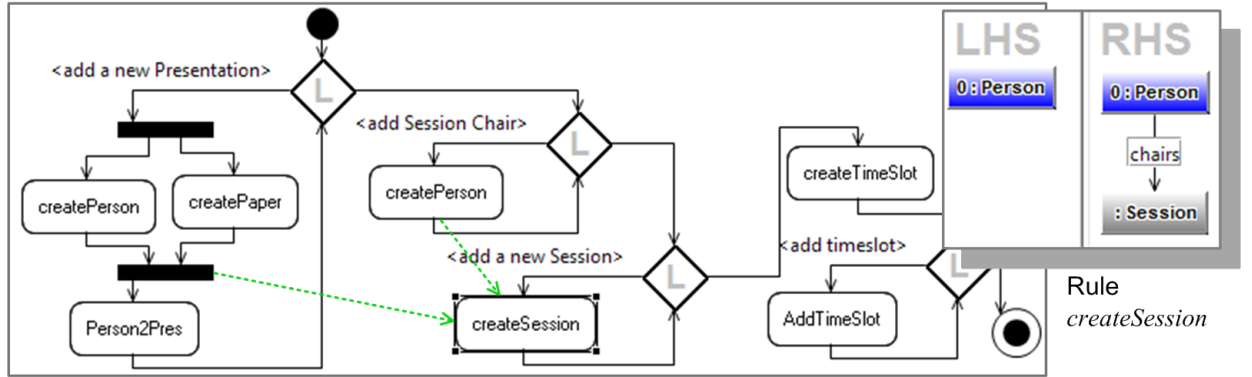 <add a new Presentation>
L
<add Session Chair>
L
createPerson
createPaper
createPerson
createTimeSlot
<add a new Session>
L
<add timeslot>
L
Person2Pres
createSession
AddTimeSlot
LHS
RHS
0 : Person
0 : Person
chairs
: Session
Rule
createSession